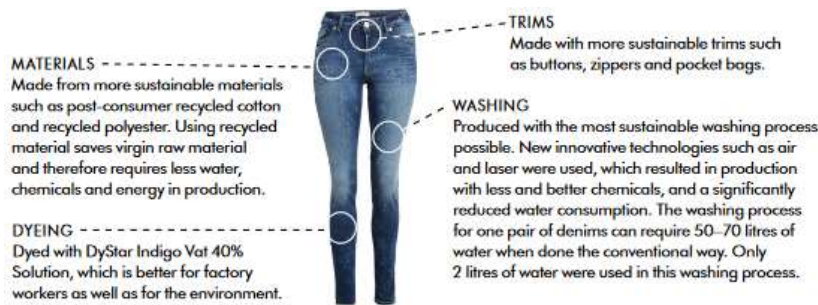 MATERIALS
Made from more sustainable materials
such as post-consumer recycled cotton
and recycled polyester. Using recycled
material saves virgin raw material
and therefore requires less water,
chemicals and energy in production.
DYEING
Dyed with DyStar Indigo Vat 40%
Solution, which is better for factory
workers as well as for the environment.
TRIMS
Made with more sustainable trims such
as buttons, zippers and pocket bags.
WASHING
Produced with the most sustainable washing process
possible. New innovative technologies such as air
and laser were used, which resulted in production
with less and better chemicals, and a significantly
reduced water consumption. The washing process
for one pair of denims can require 50–70 litres of
water when done the conventional way. Only
2 litres of water were used in this washing process.